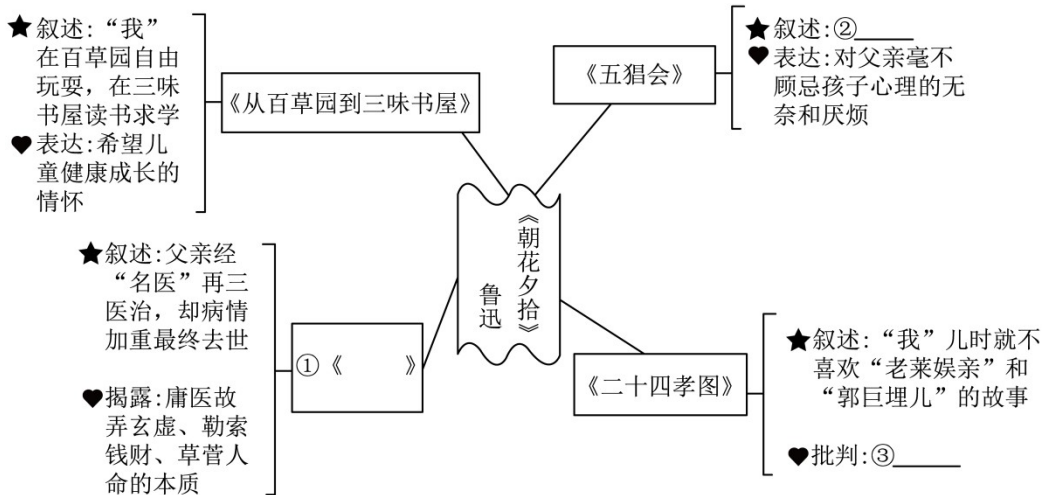 ★叙述:“我”
在百草园自由
玩耍，在三味
书屋读书求学
♥表达:希望儿
童健康成长的
情怀
《从百草园到三味书屋》
《五猖会》
★叙述:②_____
♥表达:对父亲毫不
顾忌孩子心理的无
奈和厌烦
《朝花夕拾》
鲁迅
★叙述:父亲经
“名医”再三
医治，却病情
加重最终去世
♥揭露:庸医故
弄玄虚、勒索
钱财、草菅人
命的本质
①《　　》
《二十四孝图》
★叙述:“我”儿时就不
喜欢“老莱娱亲”和
“郭巨埋儿”的故事
♥批判:③_____